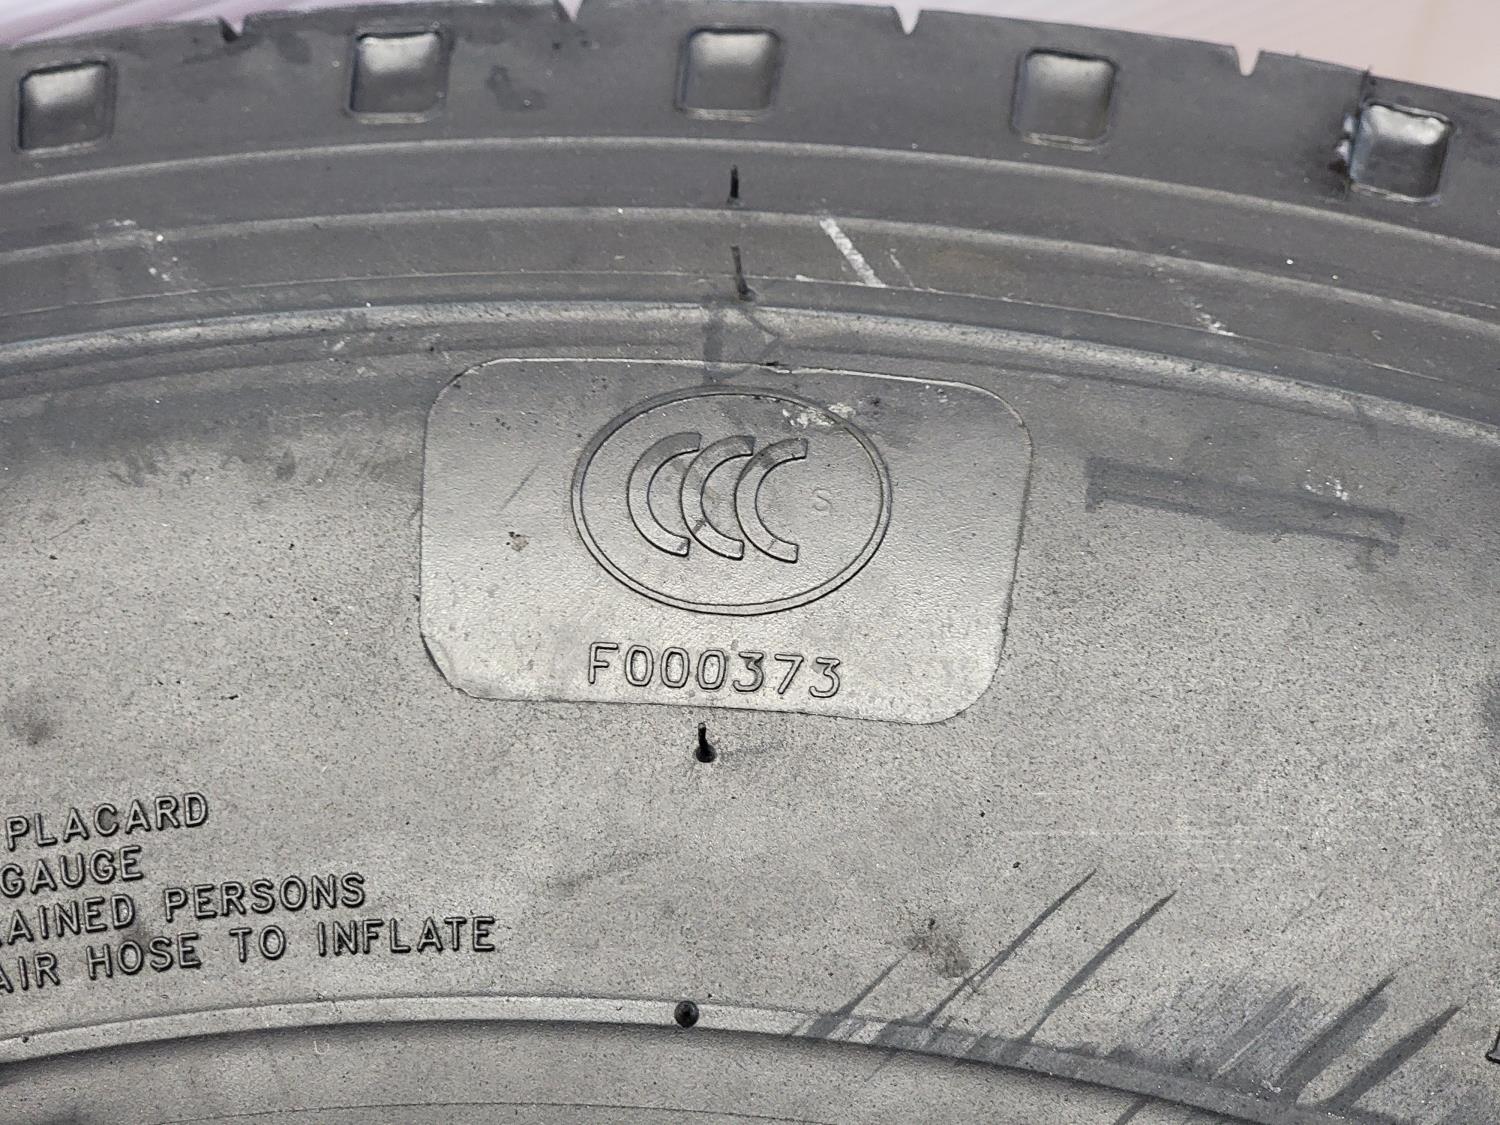 CCC S
F000373
PLACARD
GAUGE
AINED PERSONS
AIR HOSE TO INFLATE